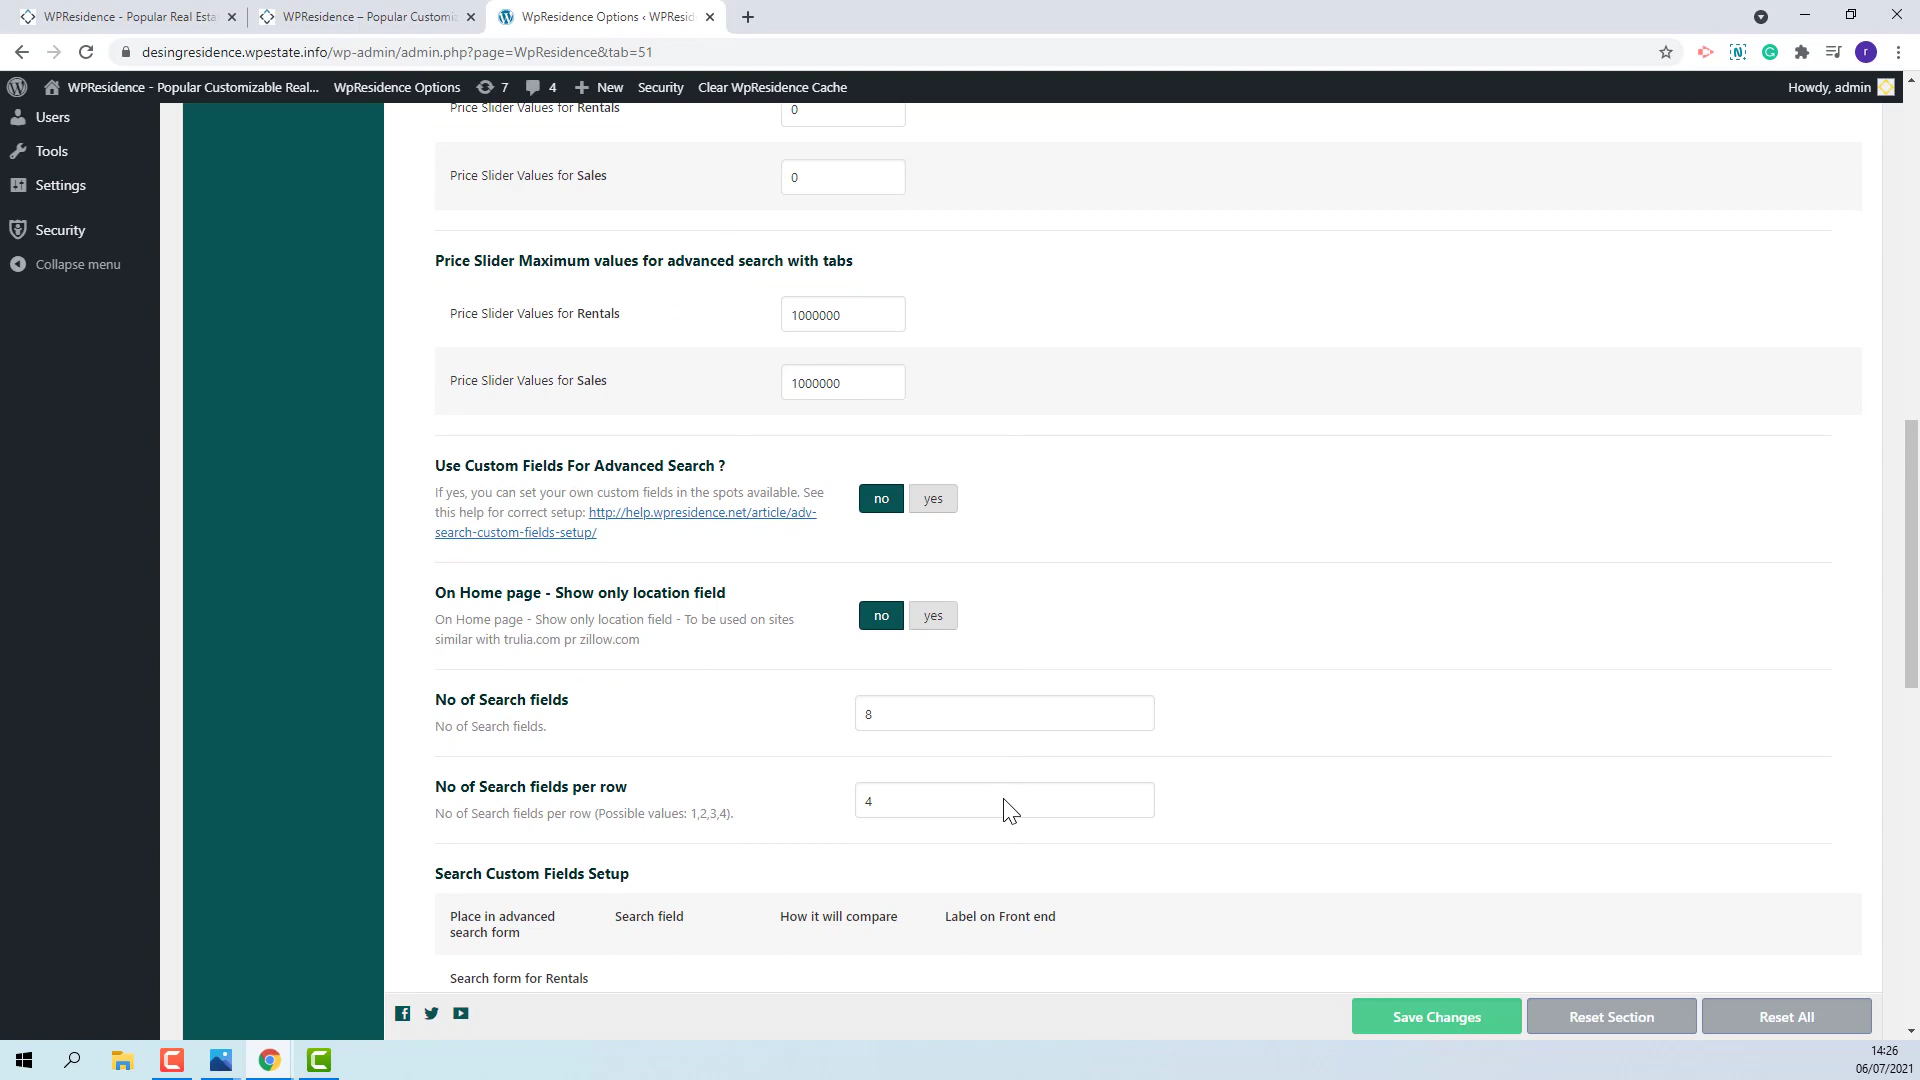 WPResidence - Popular Real Esta
WPResidence – Popular Customiz
WpResidence Options ‹ WPResid
desingresidence.wpestate.info/wp-admin/admin.php?page=WpResidence&tab=51
WPResidence - Popular Customizable Real... WpResidence Options 7 4 New Security Clear WpResidence Cache Howdy, admin
Users
Tools
Settings
Security
Collapse menu
Price Slider Values for Rentals 0
Price Slider Values for Sales 0
Price Slider Maximum values for advanced search with tabs
Price Slider Values for Rentals 1000000
Price Slider Values for Sales 1000000
Use Custom Fields For Advanced Search ?
If yes, you can set your own custom fields in the spots available. See
this help for correct setup: http://help.wpresidence.net/article/adv-
search-custom-fields-setup/
no yes
On Home page - Show only location field
On Home page - Show only location field - To be used on sites
similar with trulia.com pr zillow.com
no yes
No of Search fields
No of Search fields.
8
No of Search fields per row
No of Search fields per row (Possible values: 1,2,3,4).
4
Search Custom Fields Setup
Place in advanced
search form
Search field
How it will compare
Label on Front end
Search form for Rentals
Save Changes Reset Section Reset All
14:26
06/07/2021